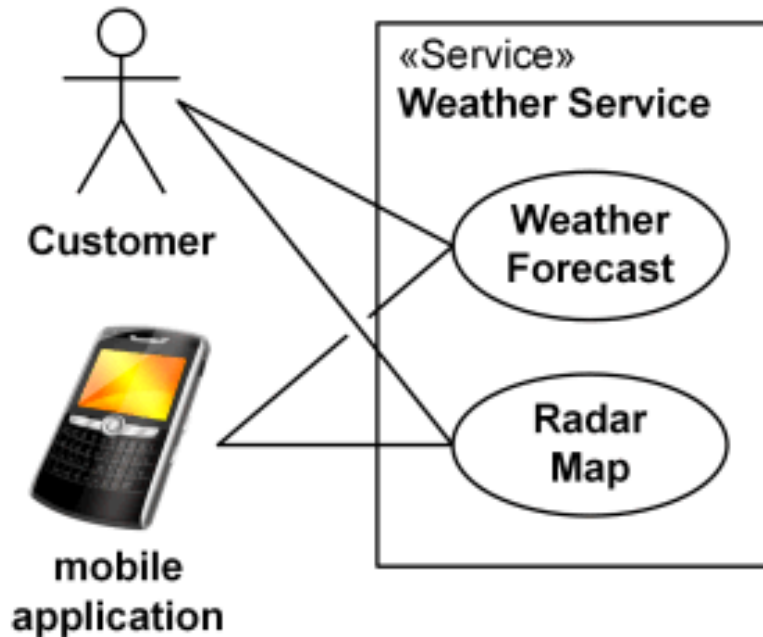 «Service»
Weather Service
Customer
Weather
Forecast
Radar
Map
mobile
application